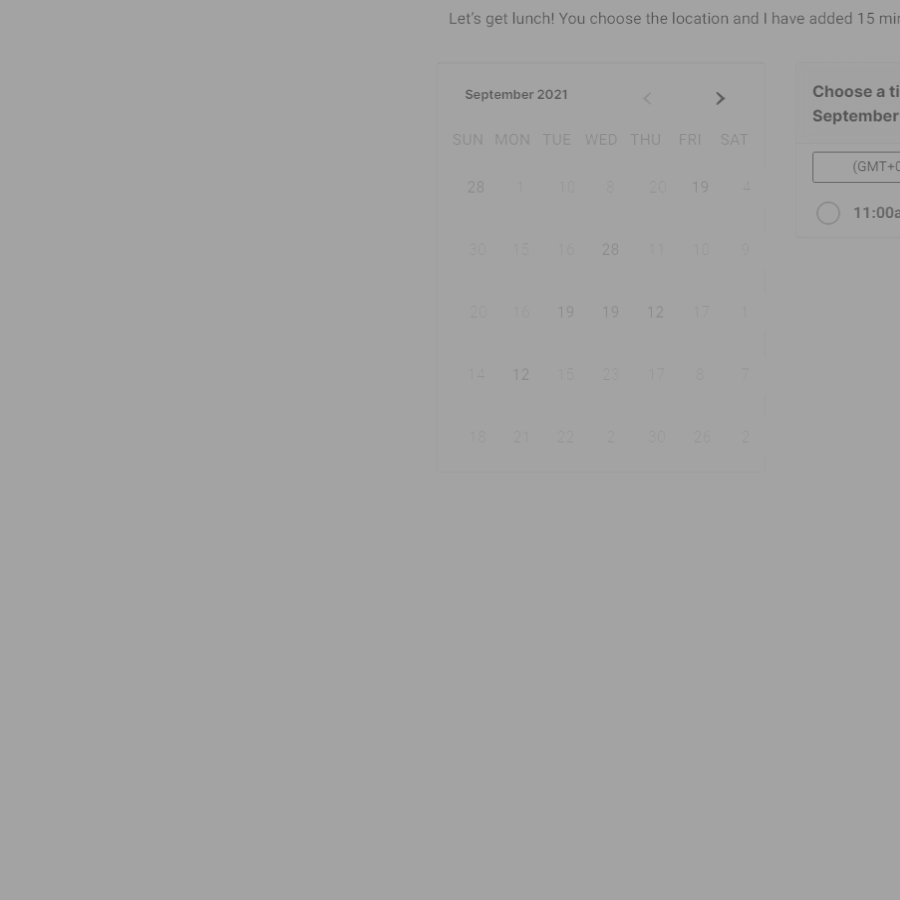 Let's get lunch! You choose the location and I have added 15
September 2021
SUN MON TUE WED THU FRI SAT
28 1 10 8 20 19 4
30 15 16 28 11 10 9
20 16 19 19 12 17 1
14 12 15 23 17 8 7
18 21 22 2 30 26 2
Choose a
September
(GMT+0
11:00a